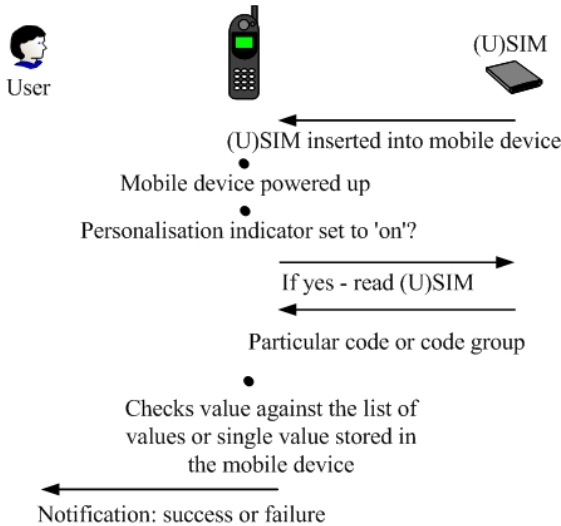 User
(U)SIM
(U)SIM inserted into mobile device
Mobile device powered up
Personalisation indicator set to 'on'?
If yes - read (U)SIM
Particular code or code group
Checks value against the list of
values or single value stored in
the mobile device
Notification: success or failure